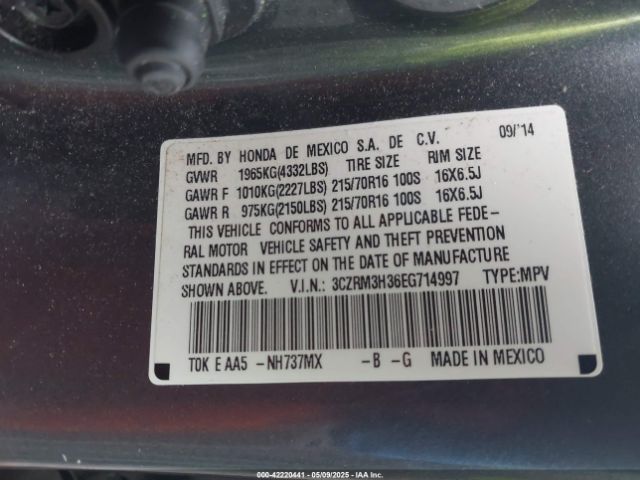 MFD. BY HONDA DE MEXICO S.A. DE C.V. 09/'14
GVWR 1965KG(4332LBS) TIRE SIZE RIM SIZE
GAWR F 1010KG(2227LBS) 215/70R16 100S 16X6.5J
GAWR R 975KG(2150LBS) 215/70R16 100S 16X6.5J
THIS VEHICLE CONFORMS TO ALL APPLICABLE FEDE-
RAL MOTOR VEHICLE SAFETY AND THEFT PREVENTION
STANDARDS IN EFFECT ON THE DATE OF MANUFACTURE
SHOWN ABOVE. V.I.N.: 3CZRM3H36EG714997 TYPE:MPV
T0K E AA5 -NH737MX -B -G MADE IN MEXICO
000-42220441 - 05/09/2025 - IAA Inc.